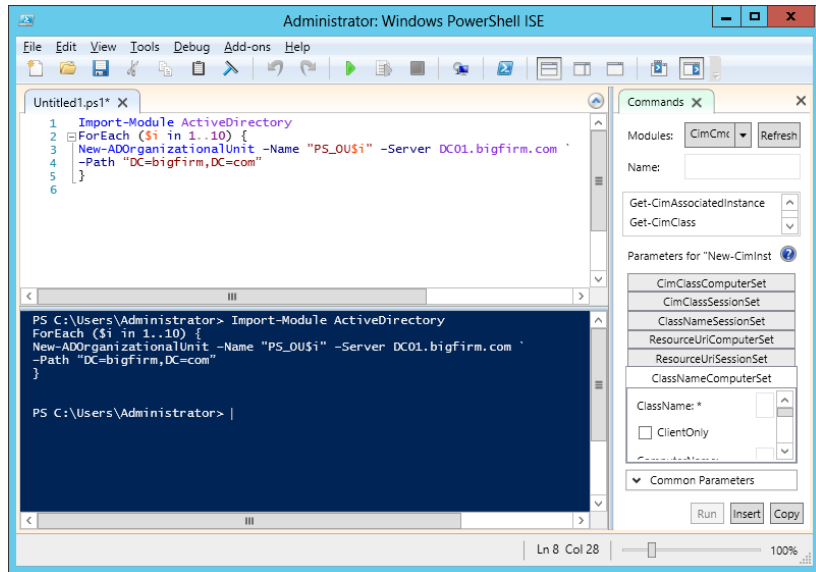 Administrator: Windows PowerShell ISE
File Edit View Tools Debug Add-ons Help
Untitled1.ps1* X
1 Import-Module ActiveDirectory
2 ForEach ($i in 1..10) {
3 New-ADOrganizationalUnit –Name "PS_OU$i" –Server DC01.bigfirm.com `
4 –Path “DC=bigfirm,DC=com”
5 }
6
PS C:\Users\Administrator> Import-Module ActiveDirectory
ForEach ($i in 1..10) {
New-ADOrganizationalUnit –Name "PS_OU$i" –Server DC01.bigfirm.com `
–Path “DC=bigfirm,DC=com”
}
PS C:\Users\Administrator>
Commands X
Modules: CimCmd Refresh
Name:
Get-CimAssociatedInstance
Get-CimClass
Parameters for "New-CimInst
CimClassComputerSet
CimClassSessionSet
ClassNameSessionSet
ResourceUriComputerSet
ResourceUriSessionSet
ClassNameComputerSet
ClassName: *
ClientOnly
ComputerName:
Common Parameters
Run Insert Copy
Ln 8 Col 28 100%